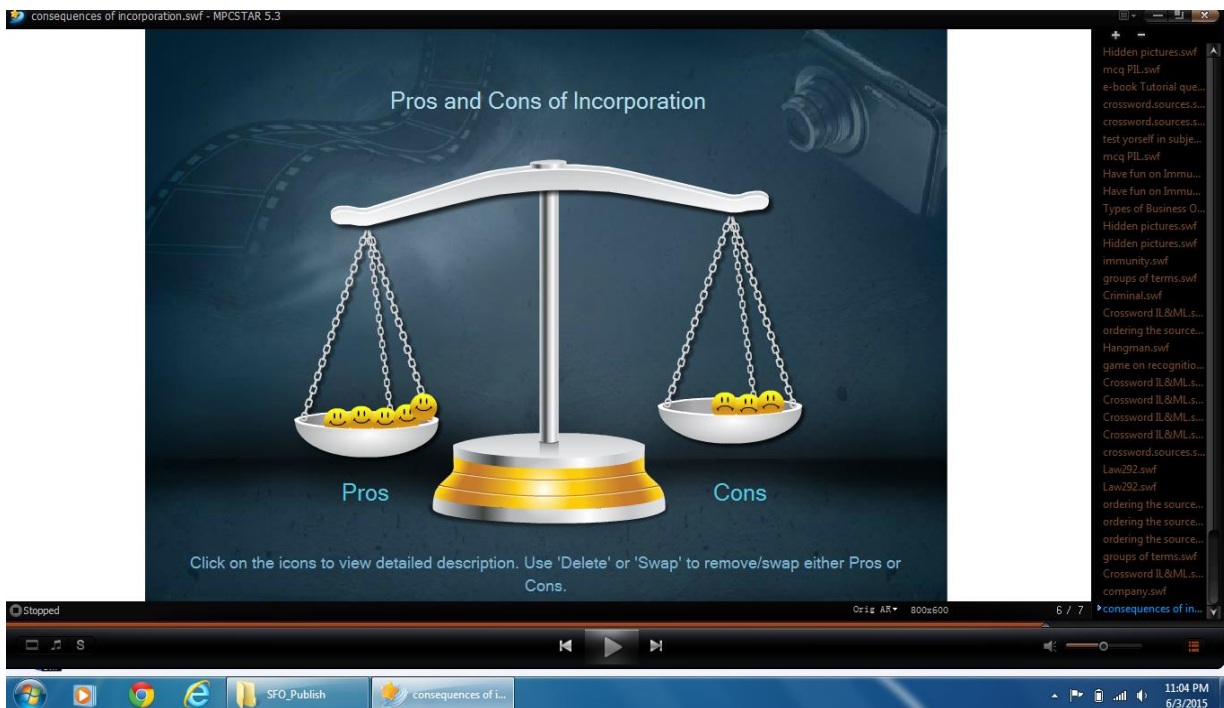 consequences of incorporation.swf - MPCSTAR 5.3
Pros and Cons of Incorporation
Pros
Cons
Click on the icons to view detailed description. Use 'Delete' or 'Swap' to remove/swap either Pros or
Cons.
Hidden pictures.swf
mcq PIL.swf
e-book Tutorial que...
crossword.sources.s...
crossword.sources.s...
test yorself in subje...
mcq PIL.swf
Have fun on Immu...
Have fun on Immu...
Types of Business O...
Hidden pictures.swf
Hidden pictures.swf
immunity.swf
groups of terms.swf
Criminal.swf
Crossword IL&ML.s...
ordering the source...
Hangman.swf
game on recognitio...
Crossword IL&ML.s...
Crossword IL&ML.s...
Crossword IL&ML.s...
Crossword IL&ML.s...
crossword.sources.s...
Law292.swf
Law292.swf
ordering the source...
ordering the source...
ordering the source...
groups of terms.swf
Crossword IL&ML.s...
company.swf
consequences of in...
Stopped
Orig AR 800x600
6 / 7
S
SFO_Publish
consequences of i...
11:04 PM
6/3/2015